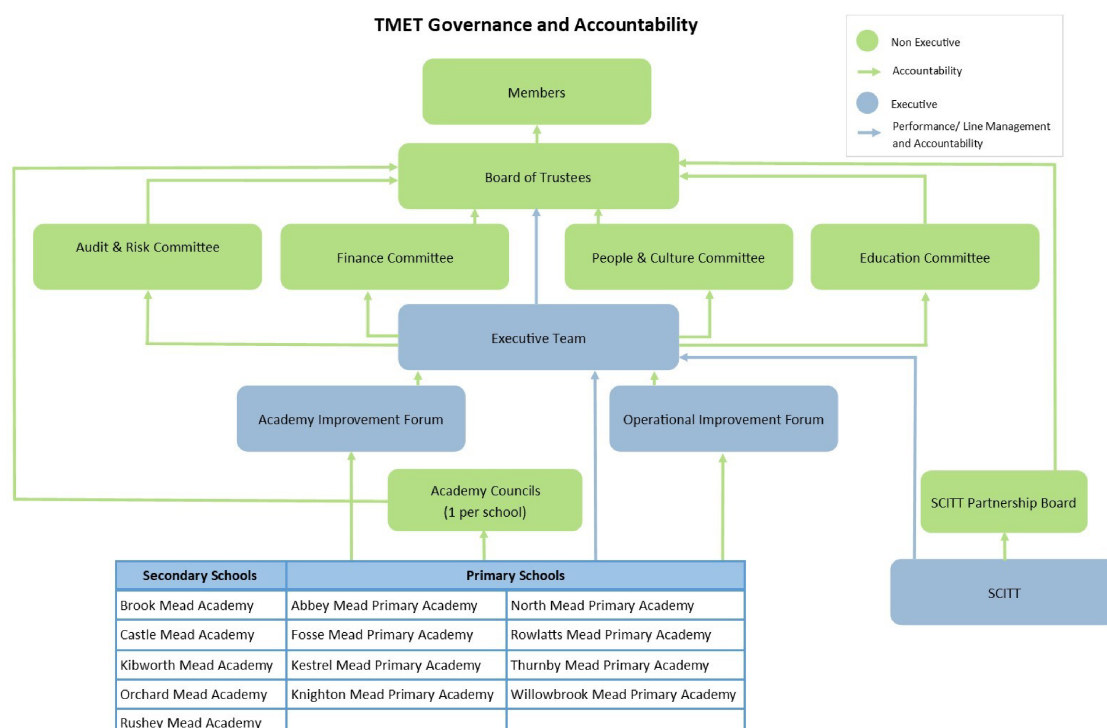 TMET Governance and Accountability
Non Executive
Accountability
Executive
Performance/ Line Management
and Accountability
Members
Board of Trustees
Audit & Risk Committee
Finance Committee
People & Culture Committee
Education Committee
Executive Team
Academy Improvement Forum
Operational Improvement Forum
Academy Councils
(1 per school)
SCITT Partnership Board
SCITT
Secondary Schools Primary Schools
Brook Mead Academy Abbey Mead Primary Academy North Mead Primary Academy
Castle Mead Academy Fosse Mead Primary Academy Rowlatts Mead Primary Academy
Kibworth Mead Academy Kestrel Mead Primary Academy Thurnby Mead Primary Academy
Orchard Mead Academy Knighton Mead Primary Academy Willowbrook Mead Primary Academy
Rushey Mead Academy